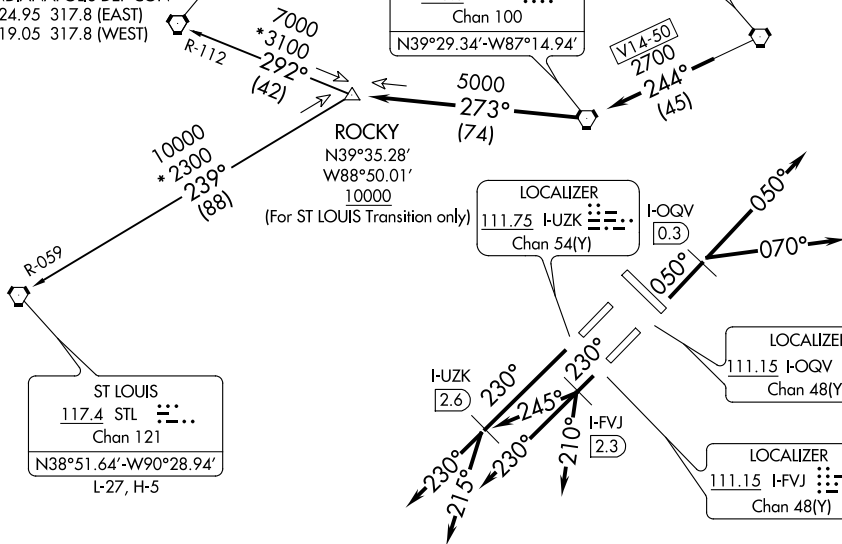 24.95 317.8 (EAST)
19.05 317.8 (WEST)
R-112
7000
*3100
292°
(42)
Chan 100
N39°29.34'-W87°14.94'
V14-50
2700
244°
(45)
5000
273°
(74)
ROCKY
N39°35.28'
W88°50.01'
10000
(For ST LOUIS Transition only)
10000
*2300
239°
(88)
R-059
ST LOUIS
117.4 STL
Chan 121
N38°51.64'-W90°28.94'
L-27, H-5
LOCALIZER
111.75 I-UZK
Chan 54(Y)
I-OQV
0.3
050°
070°
050°
LOCALIZER
111.15 I-OQV
Chan 48(Y
LOCALIZER
111.15 I-FVJ
Chan 48(Y)
I-UZK
2.6
230°
230°
245°
I-FVJ
2.3
230°
215°
230°
210°